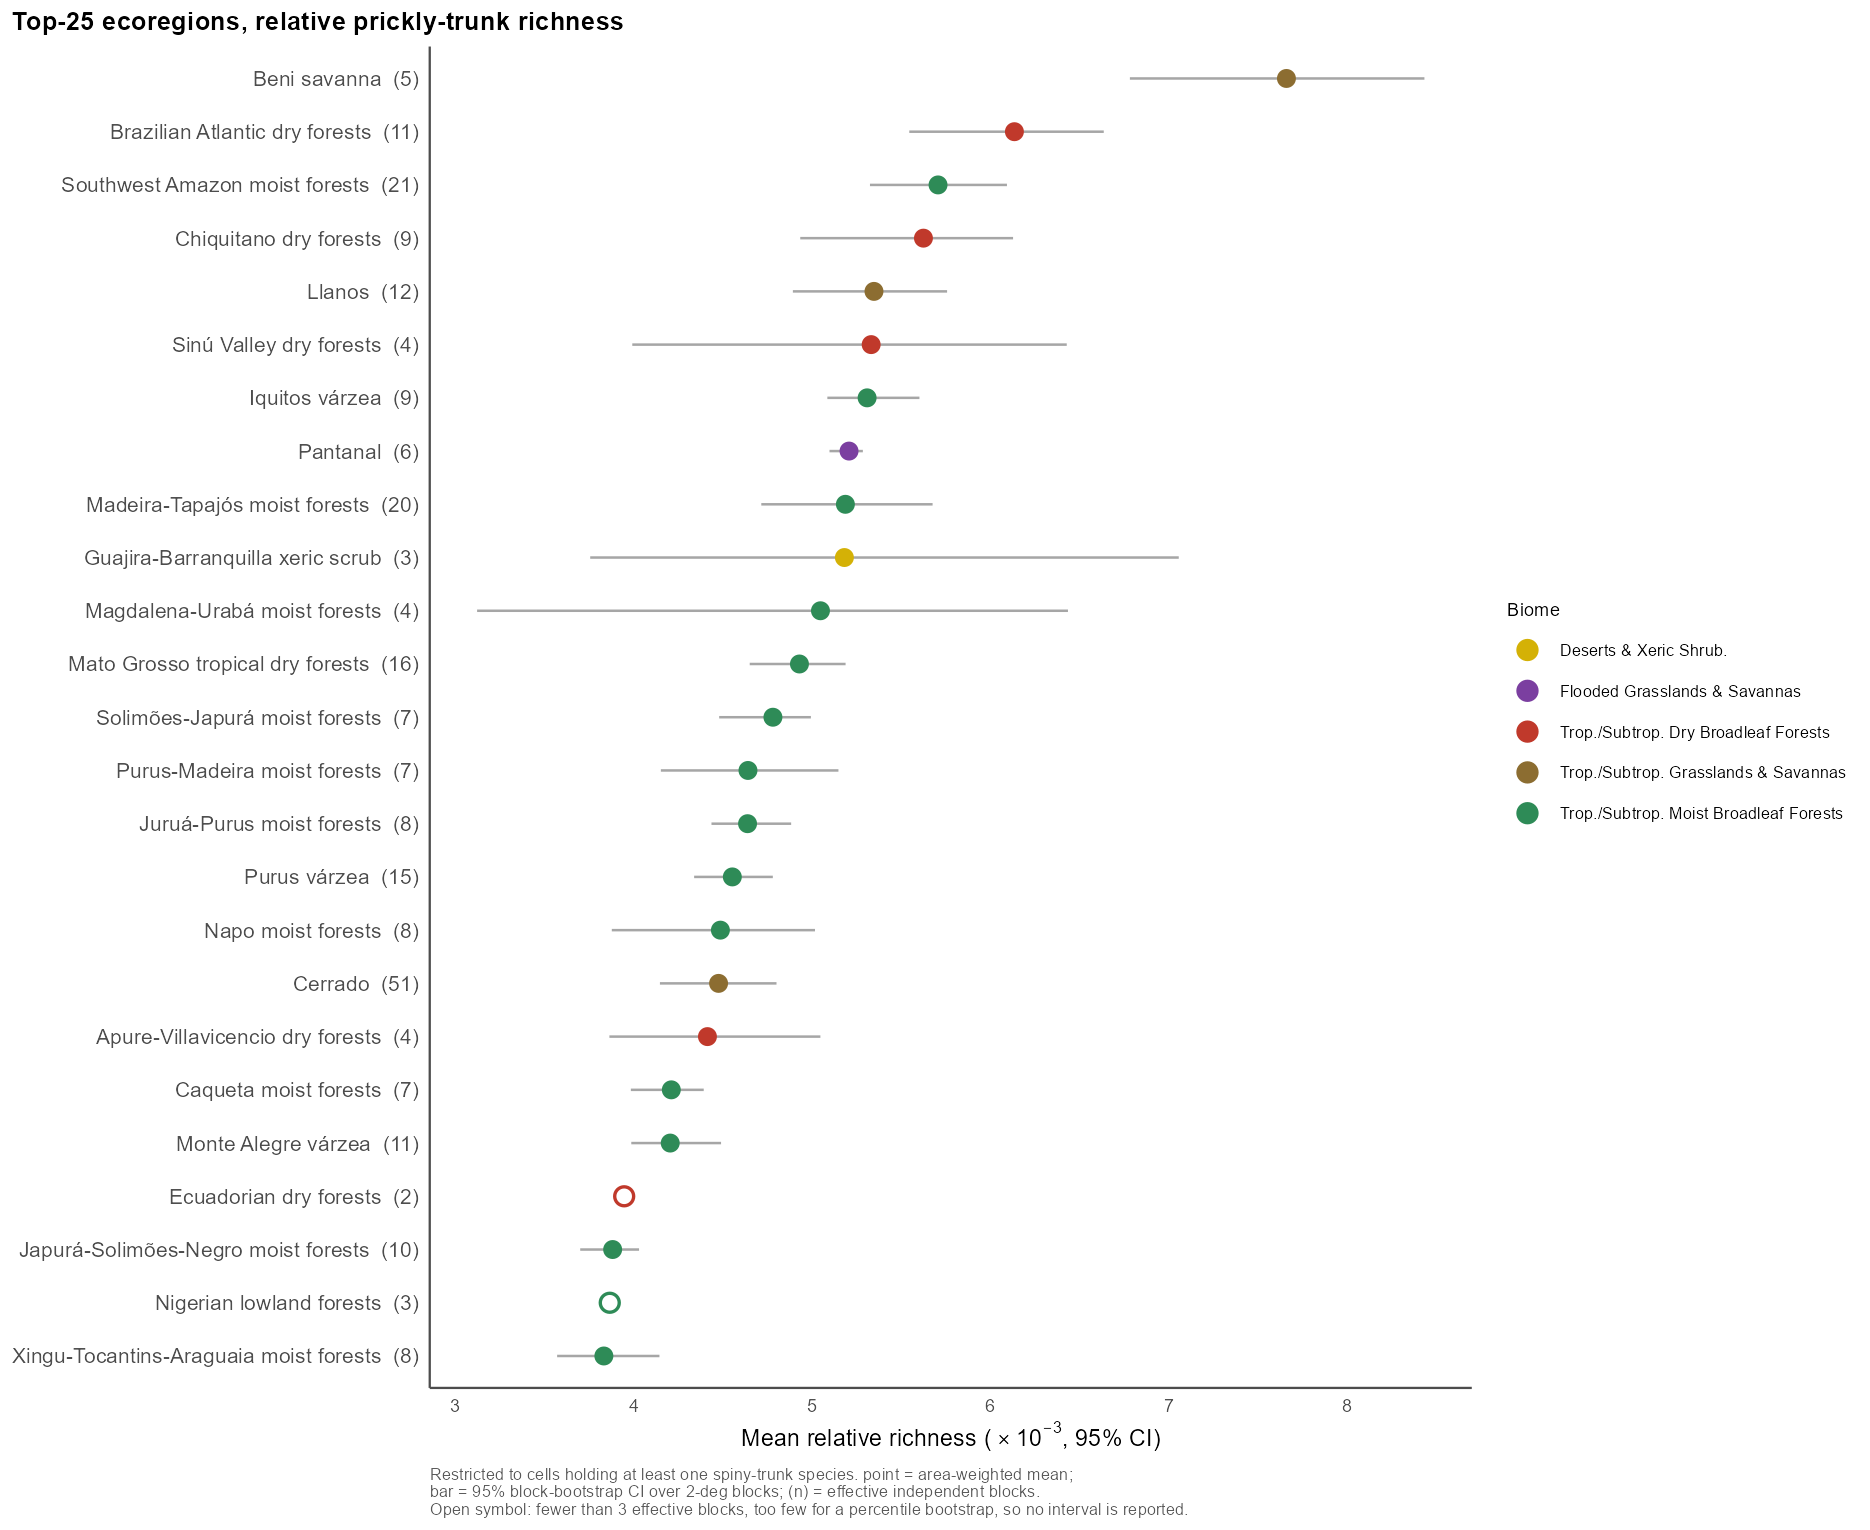 Top-25 ecoregions, relative prickly-trunk richness
Beni savanna (5)
Brazilian Atlantic dry forests (11)
Southwest Amazon moist forests (21)
Chiquitano dry forests (9)
Llanos (12)
Sinú Valley dry forests (4)
Iquitos várzea (9)
Pantanal (6)
Madeira-Tapajós moist forests (20)
Guajira-Barranquilla xeric scrub (3)
Magdalena-Urabá moist forests (4)
Mato Grosso tropical dry forests (16)
Solimões-Japurá moist forests (7)
Purus-Madeira moist forests (7)
Juruá-Purus moist forests (8)
Purus várzea (15)
Napo moist forests (8)
Cerrado (51)
Apure-Villavicencio dry forests (4)
Caqueta moist forests (7)
Monte Alegre várzea (11)
Ecuadorian dry forests (2)
Japurá-Solimões-Negro moist forests (10)
Nigerian lowland forests (3)
Xingu-Tocantins-Araguaia moist forests (8)
3 4 5 6 7 8
Mean relative richness ( × 10⁻³, 95% CI)
Biome
Deserts & Xeric Shrub.
Flooded Grasslands & Savannas
Trop./Subtrop. Dry Broadleaf Forests
Trop./Subtrop. Grasslands & Savannas
Trop./Subtrop. Moist Broadleaf Forests
Restricted to cells holding at least one spiny-trunk species. point = area-weighted mean;
bar = 95% block-bootstrap CI over 2-deg blocks; (n) = effective independent blocks.
Open symbol: fewer than 3 effective blocks, too few for a percentile bootstrap, so no interval is reported.